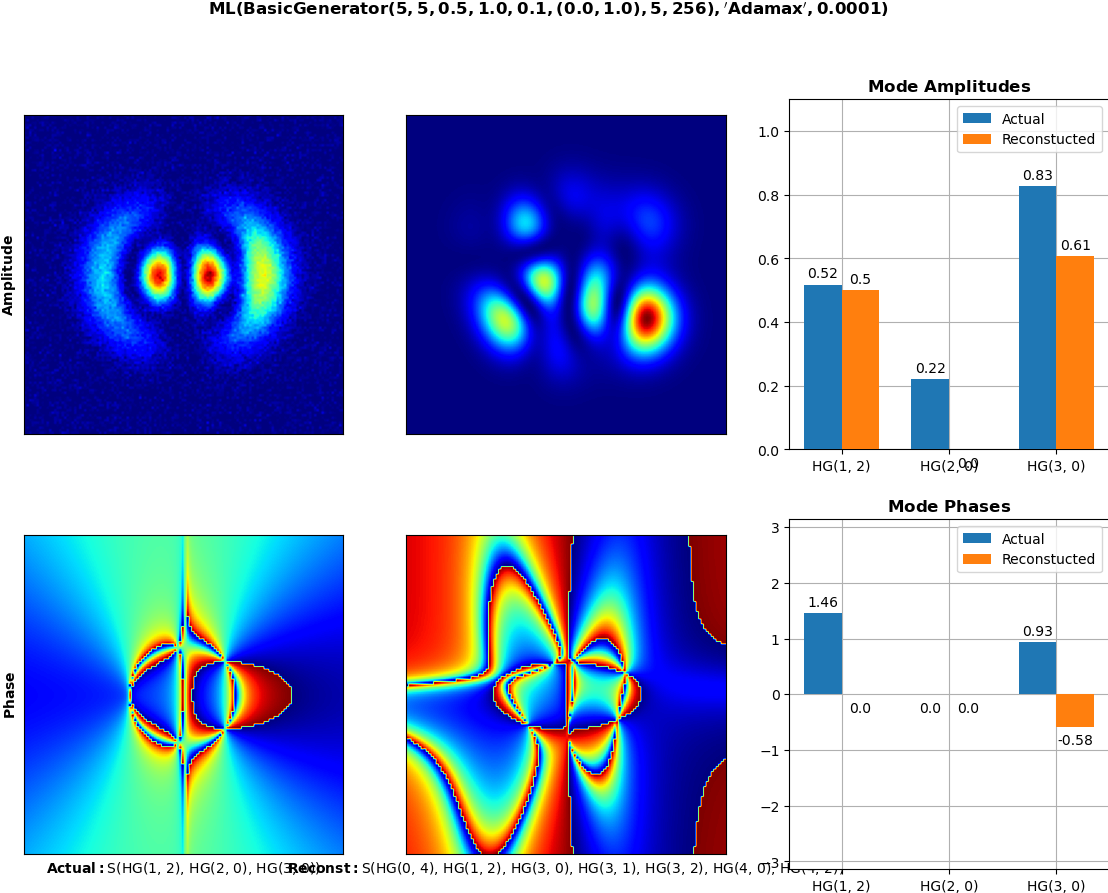 ML(BasicGenerator(5, 5, 0.5, 1.0, 0.1, (0.0, 1.0), 5, 256), 'Adamax', 0.0001)
Amplitude
Mode Amplitudes
Actual
Reconstucted
1.0
0.8
0.6
0.4
0.2
0.0
0.52
0.5
0.22
0.0
0.83
0.61
HG(1, 2)
HG(2, 0)
HG(3, 0)
Phase
Mode Phases
Actual
Reconstucted
3
2
1
0
−1
−2
−3
1.46
0.0
0.0
0.0
0.93
-0.58
HG(1, 2)
HG(2, 0)
HG(3, 0)
Actual: S(HG(1, 2), HG(2, 0), HG(3, 0))
Reconst: S(HG(0, 4), HG(1, 2), HG(3, 0), HG(3, 1), HG(3, 2), HG(4, 0), HG(4, 2))